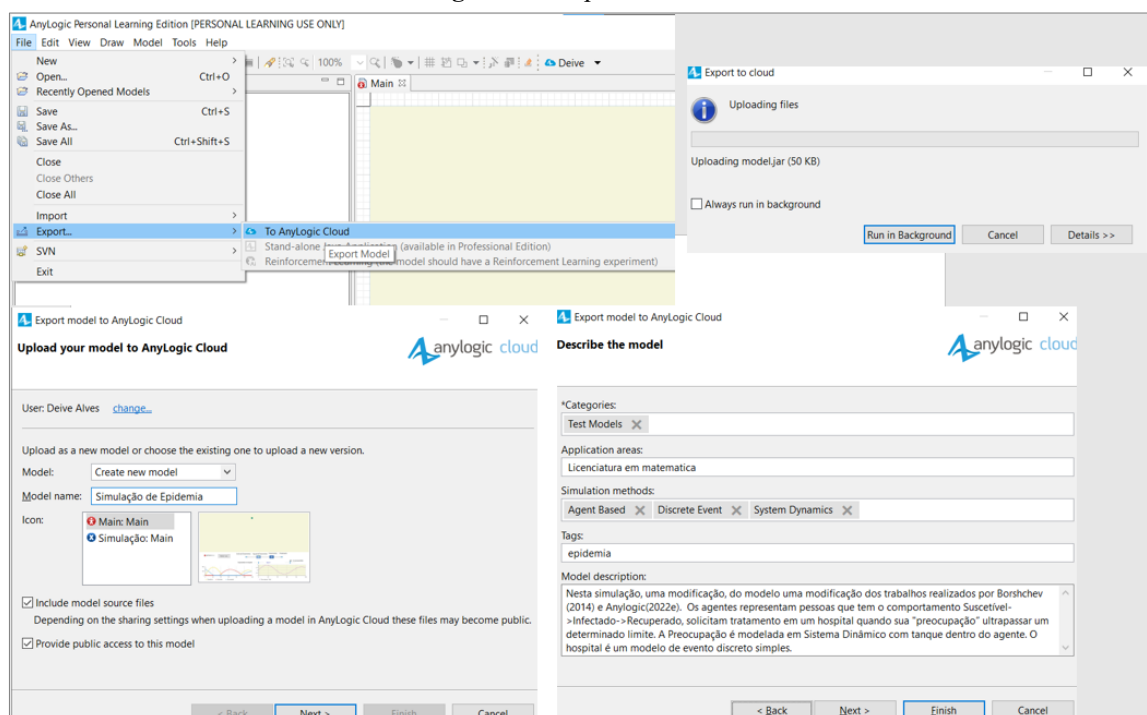 AnyLogic Personal Learning Edition [PERSONAL LEARNING USE ONLY]
File Edit View Draw Model Tools Help
New >
Open... Ctrl+O
Recently Opened Models >
Save Ctrl+S
Save As...
Save All Ctrl+Shift+S
Close
Close Others
Close All
Import >
Export... >
SVN >
Exit
100%
Deive
Main
To AnyLogic Cloud
Stand-alone Java Application (available in Professional Edition)
Export Model
Reinforcement Learning (the model should have a Reinforcement Learning experiment)
Export to cloud
Uploading files
Uploading model.jar (50 KB)
Always run in background
Run in Background Cancel Details >>
Export model to AnyLogic Cloud
Upload your model to AnyLogic Cloud
anylogic cloud
User: Deive Alves change...
Upload as a new model or choose the existing one to upload a new version.
Model: Create new model
Model name: Simulação de Epidemia
Icon: Main: Main
Simulação: Main
Include model source files
Depending on the sharing settings when uploading a model in AnyLogic Cloud these files may become public.
Provide public access to this model
< Back Next > Finish Cancel
Export model to AnyLogic Cloud
Describe the model
anylogic cloud
*Categories:
Test Models
Application areas:
Licenciatura em matematica
Simulation methods:
Agent Based Discrete Event System Dynamics
Tags:
epidemia
Model description:
Nesta simulação, uma modificação, do modelo uma modificação dos trabalhos realizados por Borshchev
(2014) e Anylogic(2022e). Os agentes representam pessoas que tem o comportamento Suscetível-
>Infectado->Recuperado, solicitam tratamento em um hospital quando sua "preocupação" ultrapassar um
determinado limite. A Preocupação é modelada em Sistema Dinâmico com tanque dentro do agente. O
hospital é um modelo de evento discreto simples.
< Back Next > Finish Cancel